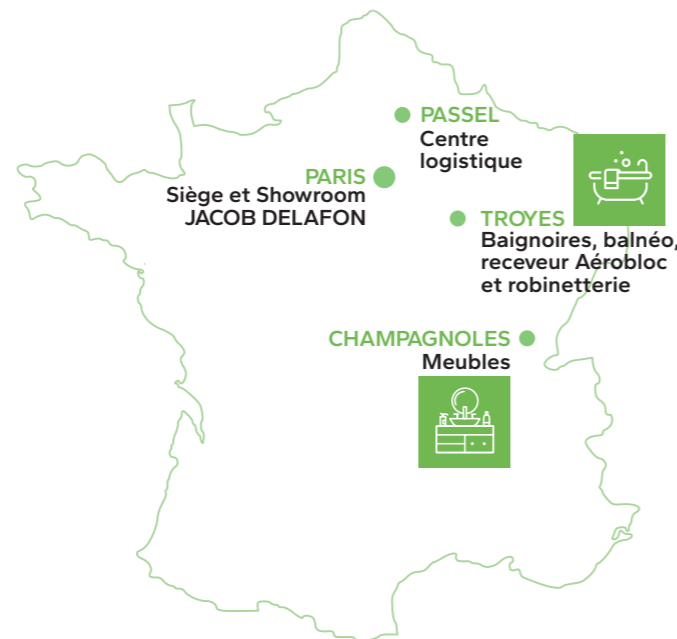 PASSEL
Centre
logistique
PARIS
Siège et Showroom
JACOB DELAFON
TROYES
Baignoires, balnéo,
receveur Aérobloc
et robinetterie
CHAMPAGNOLES
Meubles